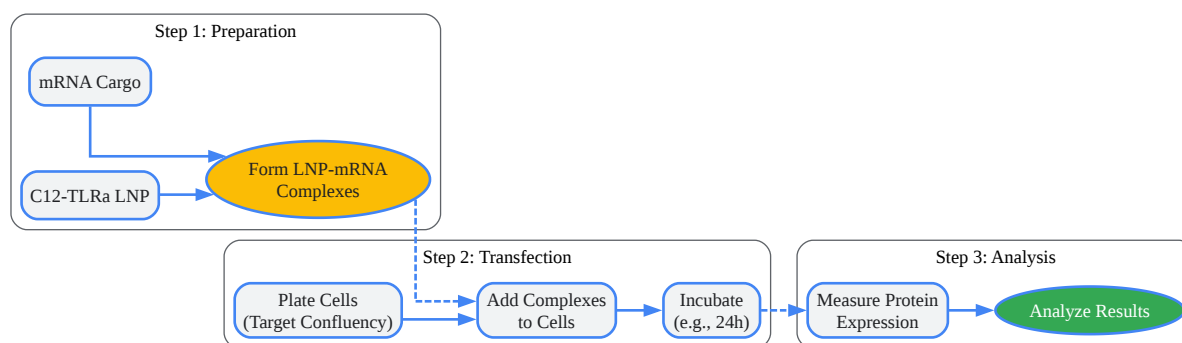 Step 1: Preparation
mRNA Cargo
C12-TLRa LNP
Form LNP-mRNA
Complexes
Step 2: Transfection
Plate Cells
(Target Confluency)
Add Complexes
to Cells
Incubate
(e.g., 24h)
Step 3: Analysis
Measure Protein
Expression
Analyze Results